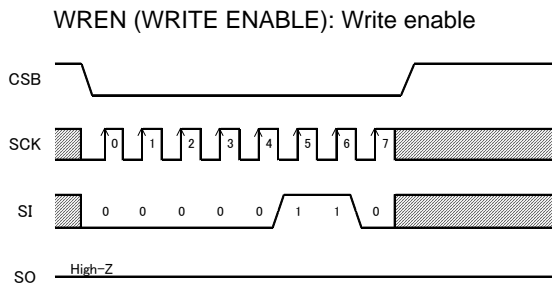 WREN (WRITE ENABLE): Write enable
CSB
SCK 0 1 2 3 4 5 6 7
SI 0 0 0 0 0 1 1 0
High-Z
SO